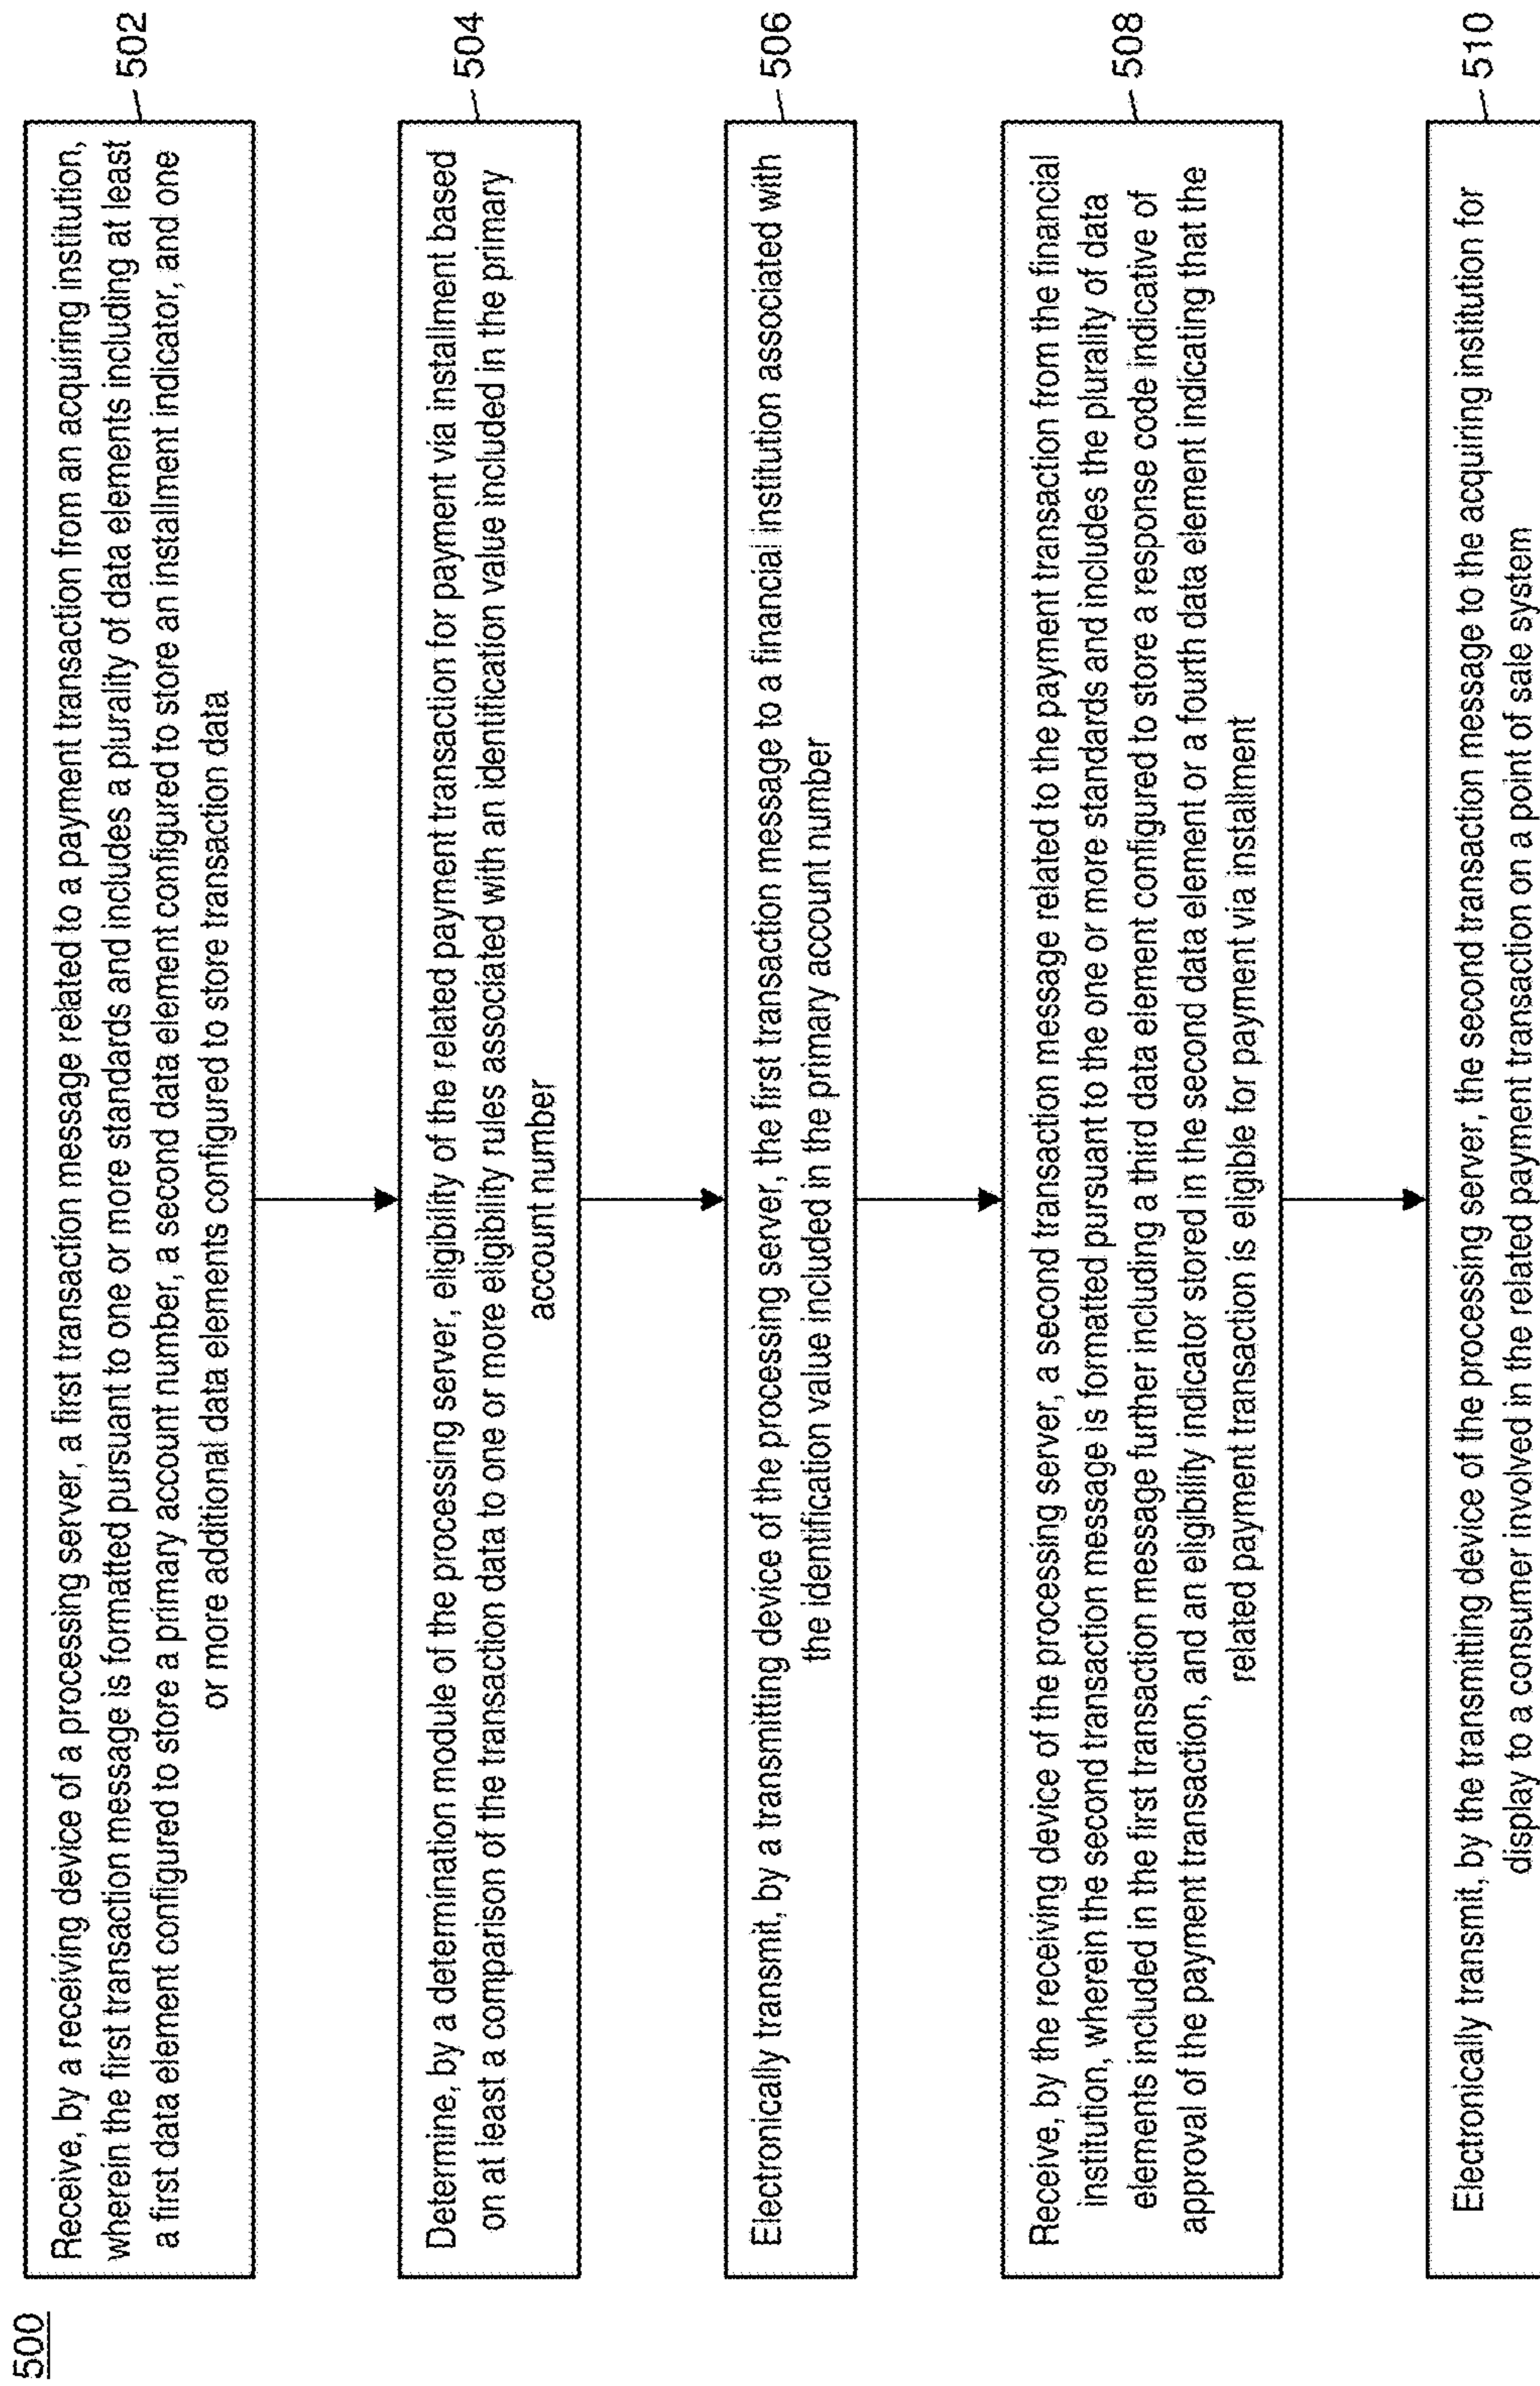 500
Receive, by a receiving device of a processing server, a first transaction message related to a payment transaction from an acquiring institution,
wherein the first transaction message is formatted pursuant to one or more standards and includes a plurality of data elements including at least
a first data element configured to store a primary account number, a second data element configured to store an installment indicator, and one
or more additional data elements configured to store transaction data
502
Determine, by a determination module of the processing server, eligibility of the related payment transaction for payment via installment based
on at least a comparison of the transaction data to one or more eligibility rules associated with an identification value included in the primary
account number
504
Electronically transmit, by a transmitting device of the processing server, the first transaction message to a financial institution associated with
the identification value included in the primary account number
506
Receive, by the receiving device of the processing server, a second transaction message related to the payment transaction from the financial
institution, wherein the second transaction message is formatted pursuant to the one or more standards and includes the plurality of data
elements included in the first transaction message further including a third data element configured to store a response code indicative of
approval of the payment transaction, and an eligibility indicator stored in the second data element or a fourth data element indicating that the
related payment transaction is eligible for payment via installment
508
Electronically transmit, by the transmitting device of the processing server, the second transaction message to the acquiring institution for
display to a consumer involved in the related payment transaction on a point of sale system
510